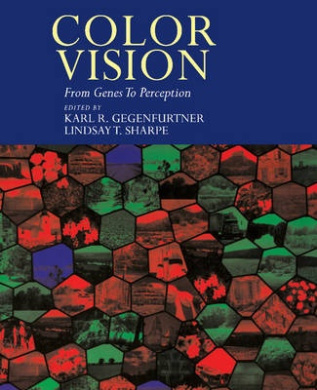 COLOR
VISION
From Genes To Perception
EDITED BY
KARL R. GEGENFURTNER
LINDSAY T. SHARPE